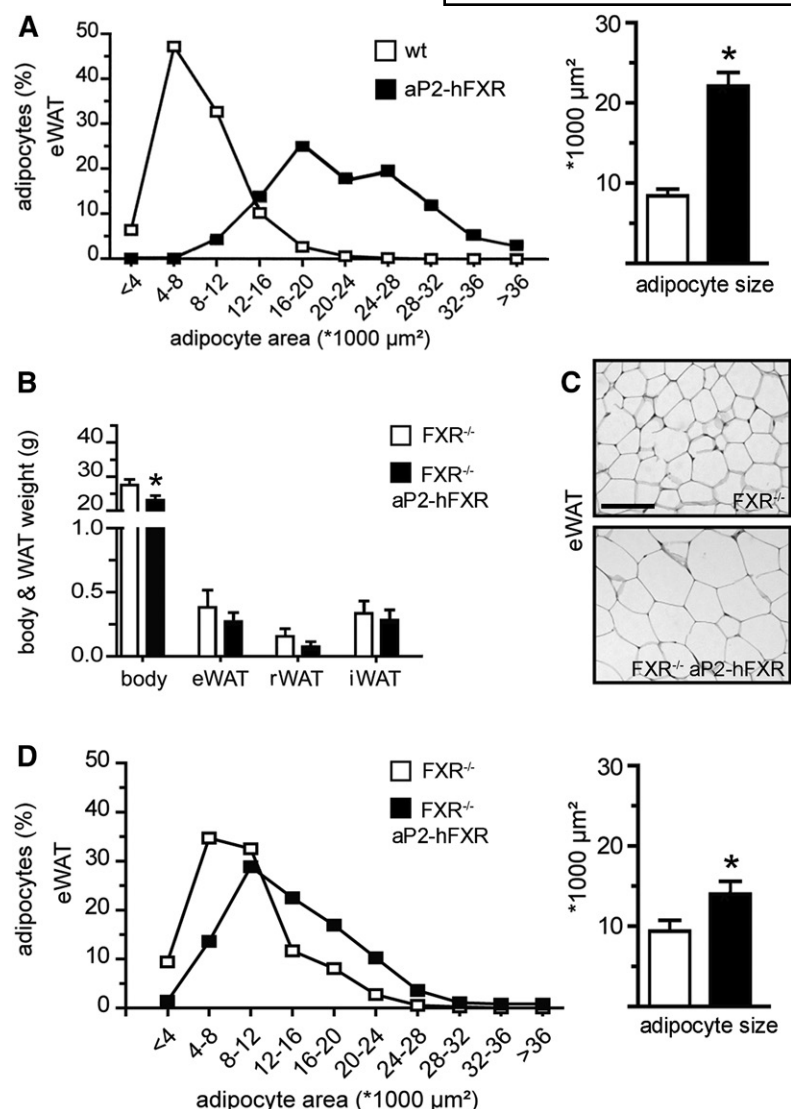 A
adipocytes (%)
eWAT
50
40
30
20
10
0
wt
aP2-hFXR
<4
4-8
8-12
12-16
16-20
20-24
24-28
28-32
32-36
>36
adipocyte area (*1000 µm²)
*1000 µm²
30
20
10
*
adipocyte size
B
body & WAT weight (g)
40
30
20
1.0
0.5
0.0
*
FXR-/-
FXR-/-
aP2-hFXR
body
eWAT
rWAT
iWAT
C
eWAT
FXR-/-
FXR-/- aP2-hFXR
D
adipocytes (%)
eWAT
50
40
30
20
10
0
FXR-/-
FXR-/-
aP2-hFXR
<4
4-8
8-12
12-16
16-20
20-24
24-28
28-32
32-36
>36
adipocyte area (*1000 µm²)
*1000 µm²
30
20
10
*
adipocyte size